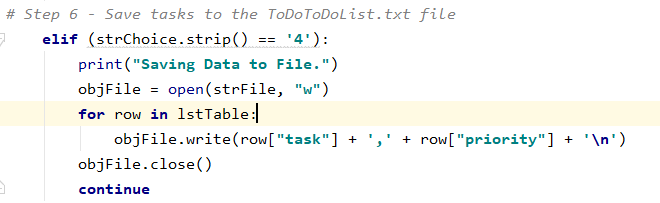 # Step 6 - Save tasks to the ToDoToDoList.txt file
elif (strChoice.strip() == '4'):
print("Saving Data to File.")
objFile = open(strFile, "w")
for row in lstTable:
objFile.write(row["task"] + ',' + row["priority"] + '\n')
objFile.close()
continue